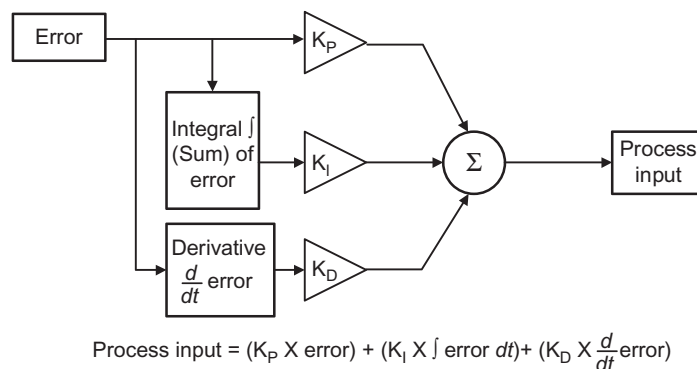 Error
K_P
Integral ∫
(Sum) of
error
K_I
Σ
Process
input
Derivative
d/dt error
K_D
Process input = (K_P X error) + (K_I X ∫ error dt)+ (K_D X d/dt error)